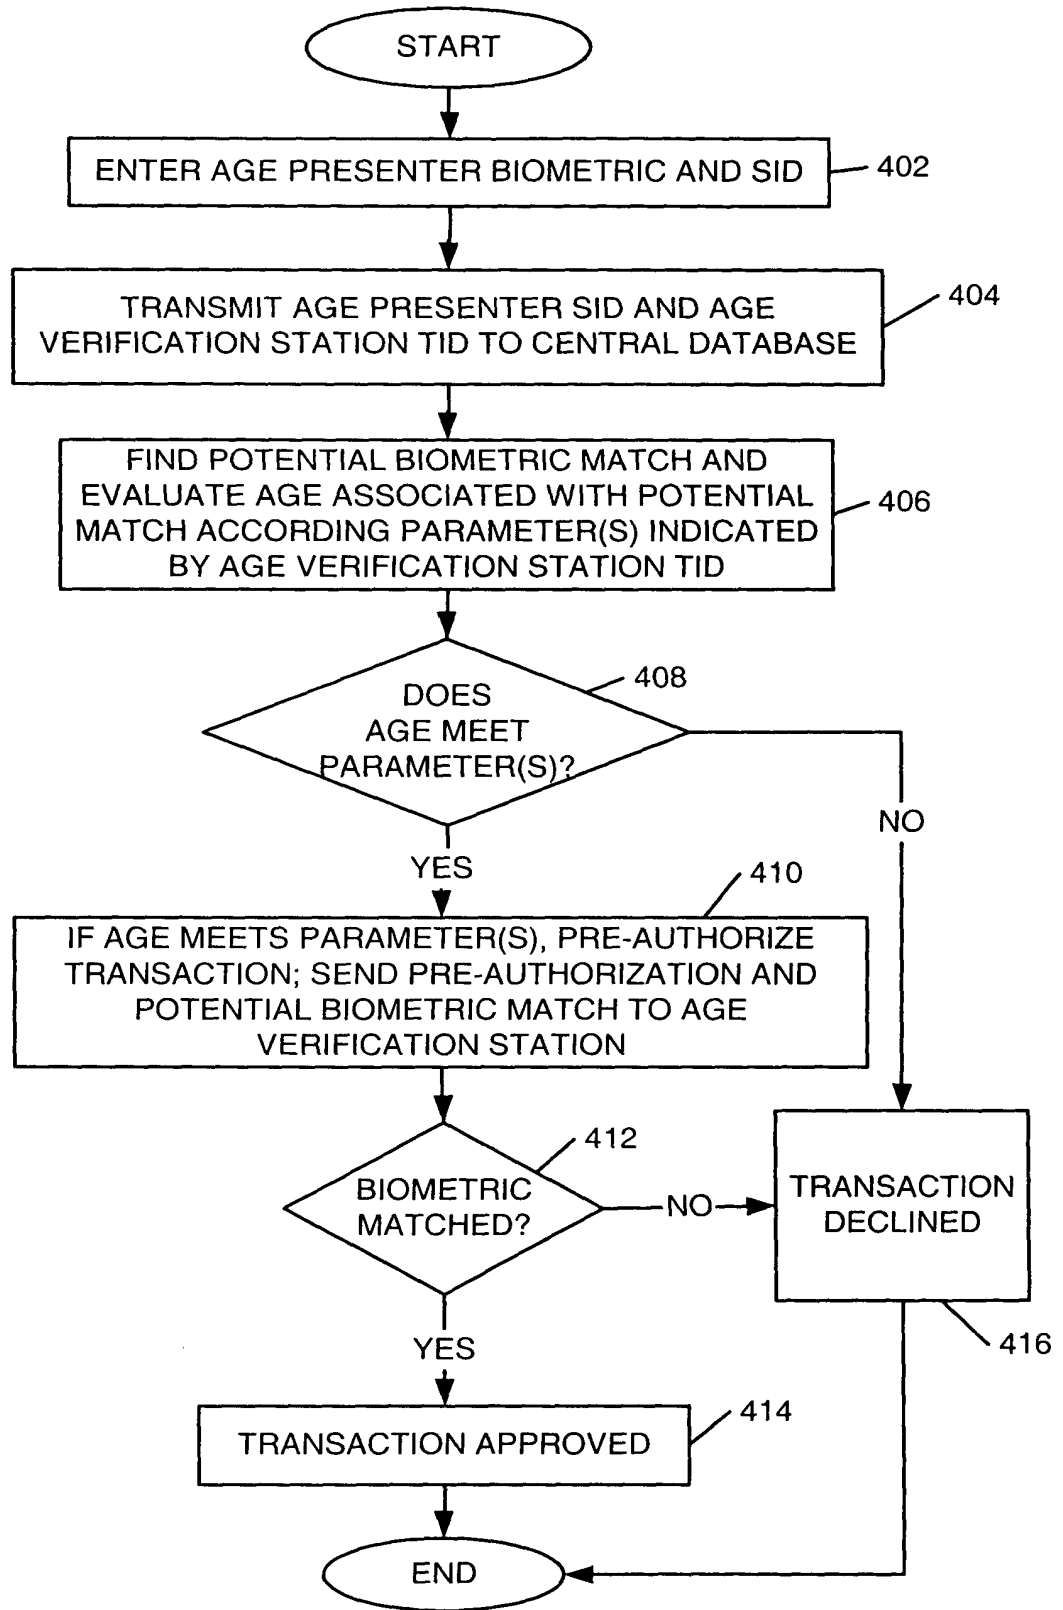 START
ENTER AGE PRESENTER BIOMETRIC AND SID
402
TRANSMIT AGE PRESENTER SID AND AGE
VERIFICATION STATION TID TO CENTRAL DATABASE
404
FIND POTENTIAL BIOMETRIC MATCH AND
EVALUATE AGE ASSOCIATED WITH POTENTIAL
MATCH ACCORDING PARAMETER(S) INDICATED
BY AGE VERIFICATION STATION TID
406
DOES
AGE MEET
PARAMETER(S)?
408
NO
YES
410
IF AGE MEETS PARAMETER(S), PRE-AUTHORIZE
TRANSACTION; SEND PRE-AUTHORIZATION AND
POTENTIAL BIOMETRIC MATCH TO AGE
VERIFICATION STATION
412
BIOMETRIC
MATCHED?
NO
TRANSACTION
DECLINED
416
YES
414
TRANSACTION APPROVED
END